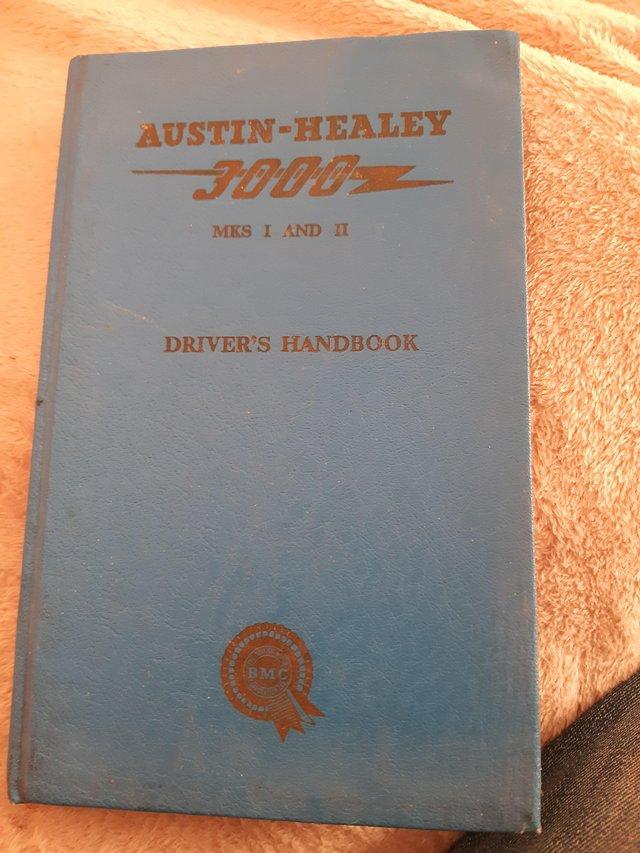 AUSTIN-HEALEY
3000
MKS I AND II
DRIVER'S HANDBOOK
BMC